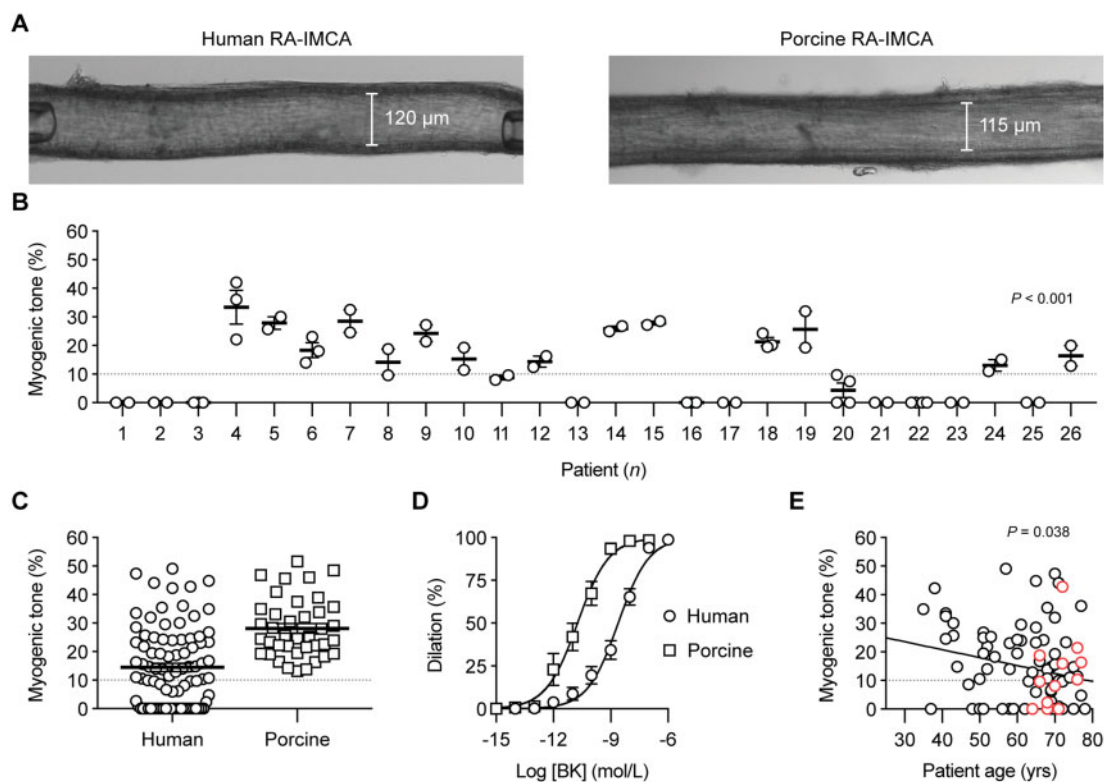 A
Human RA-IMCA
Porcine RA-IMCA
120 µm
115 µm
B
Myogenic tone (%)
60
50
40
30
20
10
0
P < 0.001
1 2 3 4 5 6 7 8 9 10 11 12 13 14 15 16 17 18 19 20 21 22 23 24 25 26
Patient (n)
C
Myogenic tone (%)
60
50
40
30
20
10
0
Human Porcine
D
Dilation (%)
100
75
50
25
0
Human
Porcine
-15 -12 -9 -6
Log [BK] (mol/L)
E
P = 0.038
Myogenic tone (%)
60
50
40
30
20
10
0
30 40 50 60 70 80
Patient age (yrs)